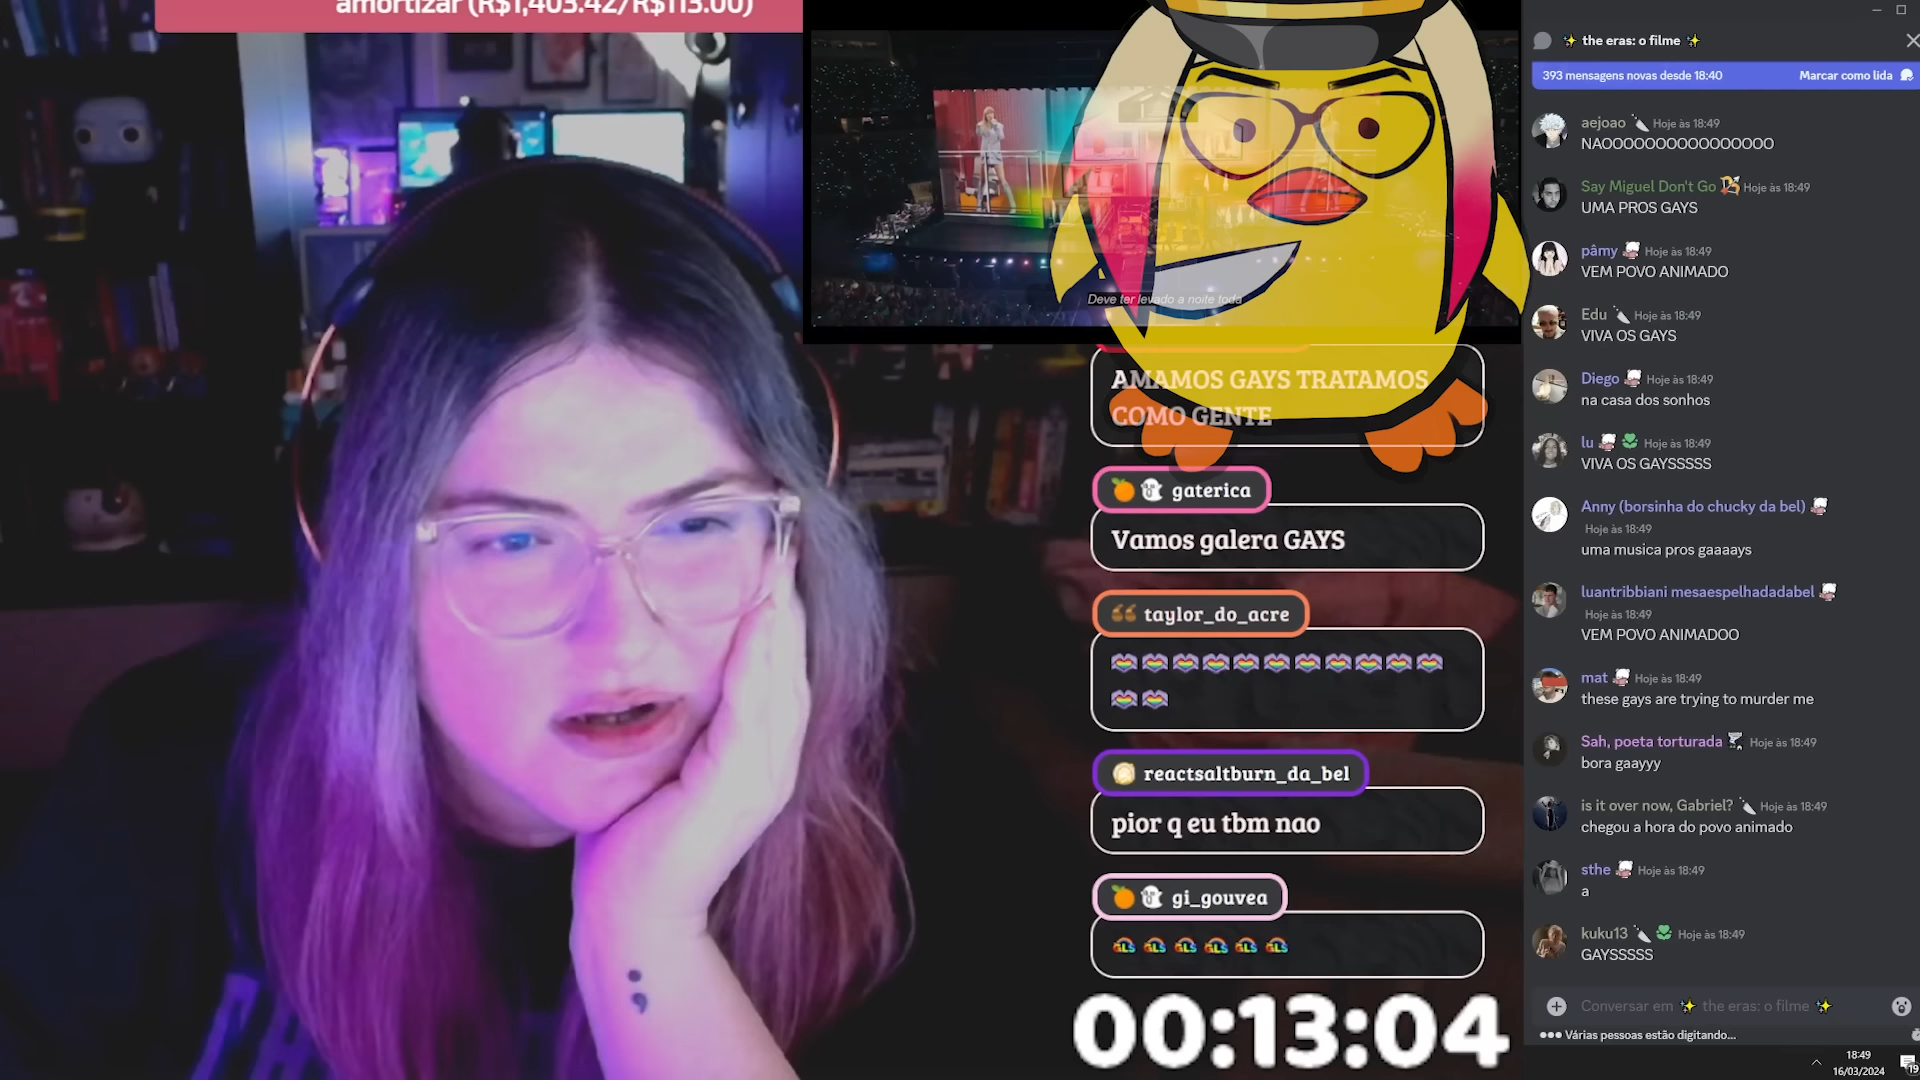 amortizar (R$1,403.42/R$113.00)
Deve ter levado a noite toda
AMAMOS GAYS TRATAMOS
COMO GENTE
gaterica
Vamos galera GAYS
taylor_do_acre
reactsaltburn_da_bel
pior q eu tbm nao
gi_gouvea
GLS GLS GLS GLS GLS GLS
00:13:04
✨ the eras: o filme ✨
393 mensagens novas desde 18:40 Marcar como lida
aejoao Hoje às 18:49
NAOOOOOOOOOOOOOOOO
Say Miguel Don't Go Hoje às 18:49
UMA PROS GAYS
pâmy Hoje às 18:49
VEM POVO ANIMADO
Edu Hoje às 18:49
VIVA OS GAYS
Diego Hoje às 18:49
na casa dos sonhos
lu Hoje às 18:49
VIVA OS GAYSSSSS
Anny (borsinha do chucky da bel)
Hoje às 18:49
uma musica pros gaaaays
luantribbiani mesaespelhadadabel
Hoje às 18:49
VEM POVO ANIMADOO
mat Hoje às 18:49
these gays are trying to murder me
Sah, poeta torturada Hoje às 18:49
bora gaayyy
is it over now, Gabriel? Hoje às 18:49
chegou a hora do povo animado
sthe Hoje às 18:49
a
kuku13 Hoje às 18:49
GAYSSSSS
Conversar em ✨ the eras: o filme ✨
Várias pessoas estão digitando...
18:49
16/03/2024
19